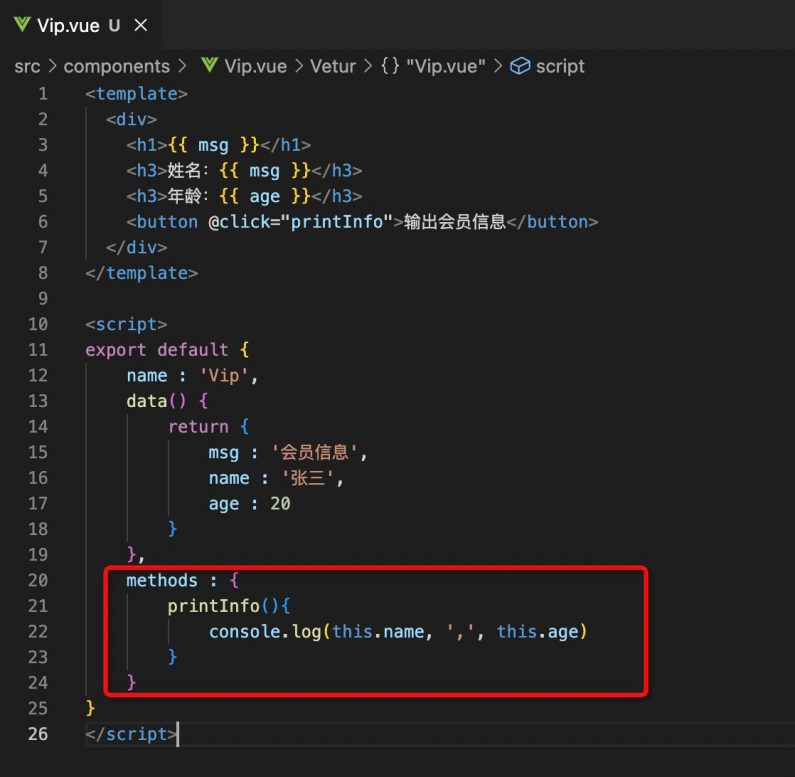 Vip.vue U ×
src > components > Vip.vue > Vetur > {} "Vip.vue" > script
1 <template>
2 <div>
3 <h1>{{ msg }}</h1>
4 <h3>姓名：{{ msg }}</h3>
5 <h3>年龄：{{ age }}</h3>
6 <button @click="printInfo">输出会员信息</button>
7 </div>
8 </template>
9
10 <script>
11 export default {
12 name : 'Vip',
13 data() {
14 return {
15 msg : '会员信息',
16 name : '张三',
17 age : 20
18 }
19 },
20 methods : {
21 printInfo(){
22 console.log(this.name, ',', this.age)
23 }
24 }
25 }
26 </script>